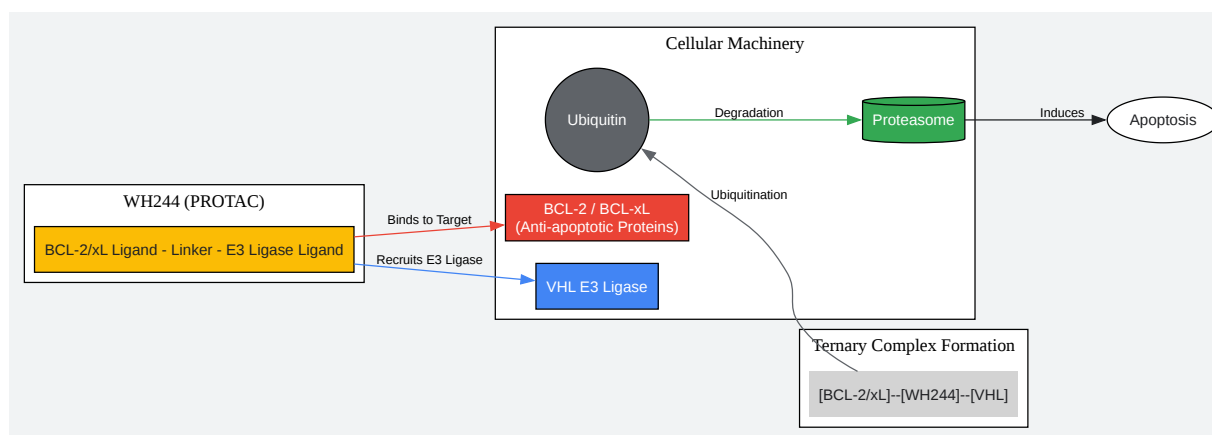 Cellular Machinery
Ubiquitin
Degradation
Proteasome
Induces
Apoptosis
Ubiquitination
WH244 (PROTAC)
BCL-2/xL Ligand - Linker - E3 Ligase Ligand
Binds to Target
BCL-2 / BCL-xL
(Anti-apoptotic Proteins)
Recruits E3 Ligase
VHL E3 Ligase
Ternary Complex Formation
[BCL-2/xL]--[WH244]--[VHL]